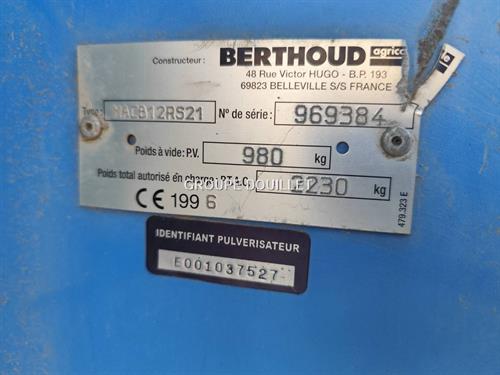 Constructeur: BERTHOUD agrico
48 Rue Victor HUGO - B.P. 193
69823 BELLEVILLE S/S FRANCE
Type: MAC812RS21 N° de série: 969384
Poids à vide: P.V. 980 kg
Poids total autorisé en charge: P.T.A.C. 2230 kg
GROUPE DOUILLET
CE 199 6
479.323 E
IDENTIFIANT PULVERISATEUR
E001037527